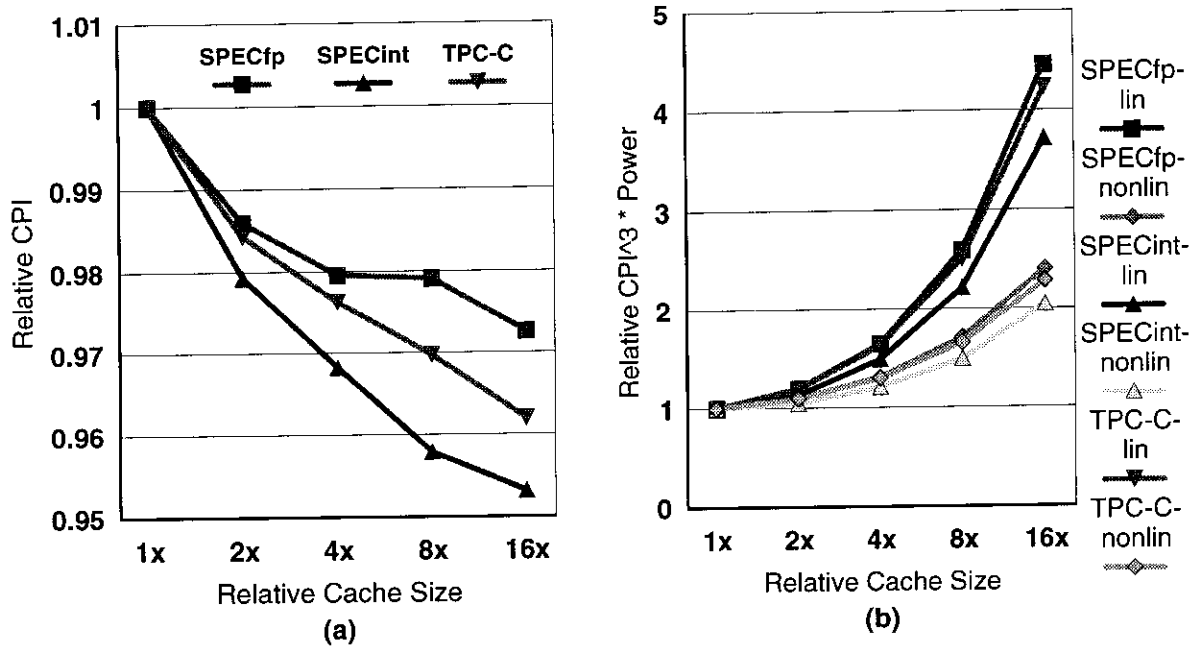 1.01
SPECfp SPECint TPC-C
1
0.99
0.98
0.97
0.96
0.95
Relative CPI
1x 2x 4x 8x 16x
Relative Cache Size
(a)
5
4
3
2
1
0
Relative CPI^3 * Power
1x 2x 4x 8x 16x
Relative Cache Size
(b)
SPECfp-
lin
SPECfp-
nonlin
SPECint-
lin
SPECint-
nonlin
TPC-C-
lin
TPC-C-
nonlin